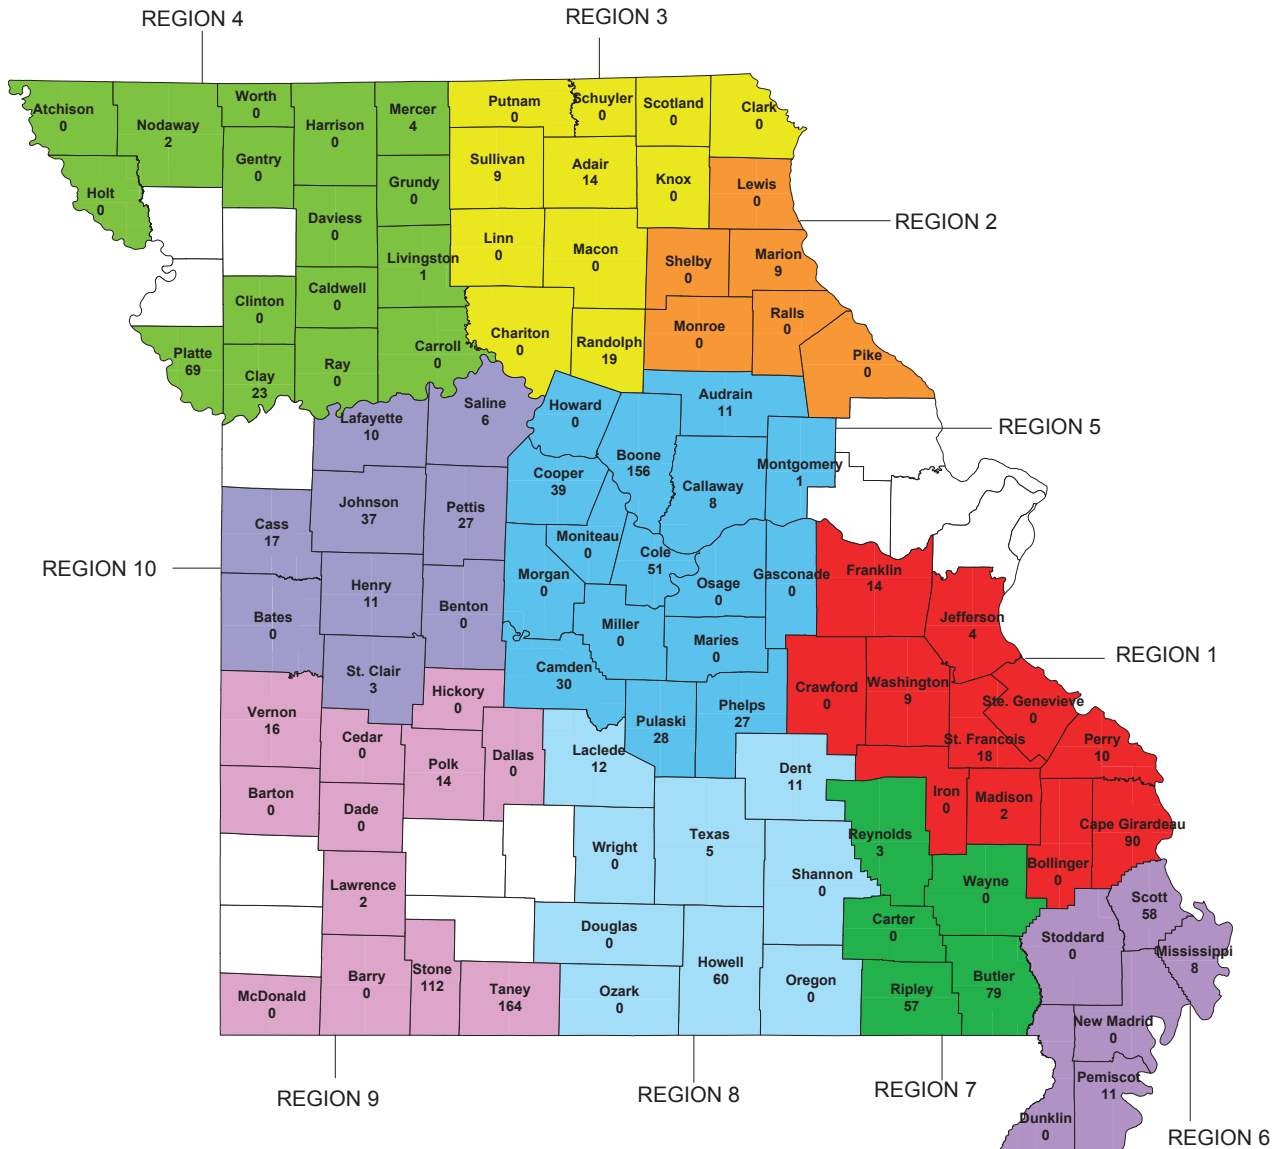 REGION 4
REGION 3
Atchison
0
Nodaway
2
Worth
0
Gentry
0
Harrison
0
Mercer
4
Putnam
0
Schuyler
0
Scotland
0
Clark
0
Holt
0
Grundy
0
Sullivan
9
Adair
14
Knox
0
Lewis
0
REGION 2
Daviess
0
Livingston
1
Linn
0
Macon
0
Shelby
0
Marion
9
Clinton
0
Caldwell
0
Monroe
0
Ralls
0
Platte
69
Clay
23
Ray
0
Carroll
0
Chariton
0
Randolph
19
Pike
0
Lafayette
10
Saline
6
Howard
0
Audrain
11
REGION 5
Boone
156
Cooper
39
Callaway
8
Montgomery
1
Johnson
37
Pettis
27
Cass
17
Moniteau
0
Cole
51
REGION 10
Henry
11
Benton
0
Morgan
0
Osage
0
Gasconade
0
Franklin
14
Bates
0
Miller
0
Maries
0
Jefferson
4
REGION 1
St. Clair
3
Hickory
0
Camden
30
Crawford
0
Washington
9
Ste. Genevieve
0
Vernon
16
Cedar
0
Pulaski
28
Phelps
27
St. Francois
18
Perry
10
Polk
14
Dallas
0
Laclede
12
Dent
11
Barton
0
Dade
0
Iron
0
Madison
2
Cape Girardeau
90
Wright
0
Texas
5
Reynolds
3
Bollinger
0
Lawrence
2
Shannon
0
Wayne
0
Scott
58
Douglas
0
Carter
0
Stoddard
0
Mississippi
8
McDonald
0
Barry
0
Stone
112
Taney
164
Ozark
0
Howell
60
Oregon
0
Ripley
57
Butler
79
New Madrid
0
Pemiscot
11
Dunklin
0
REGION 9
REGION 8
REGION 7
REGION 6